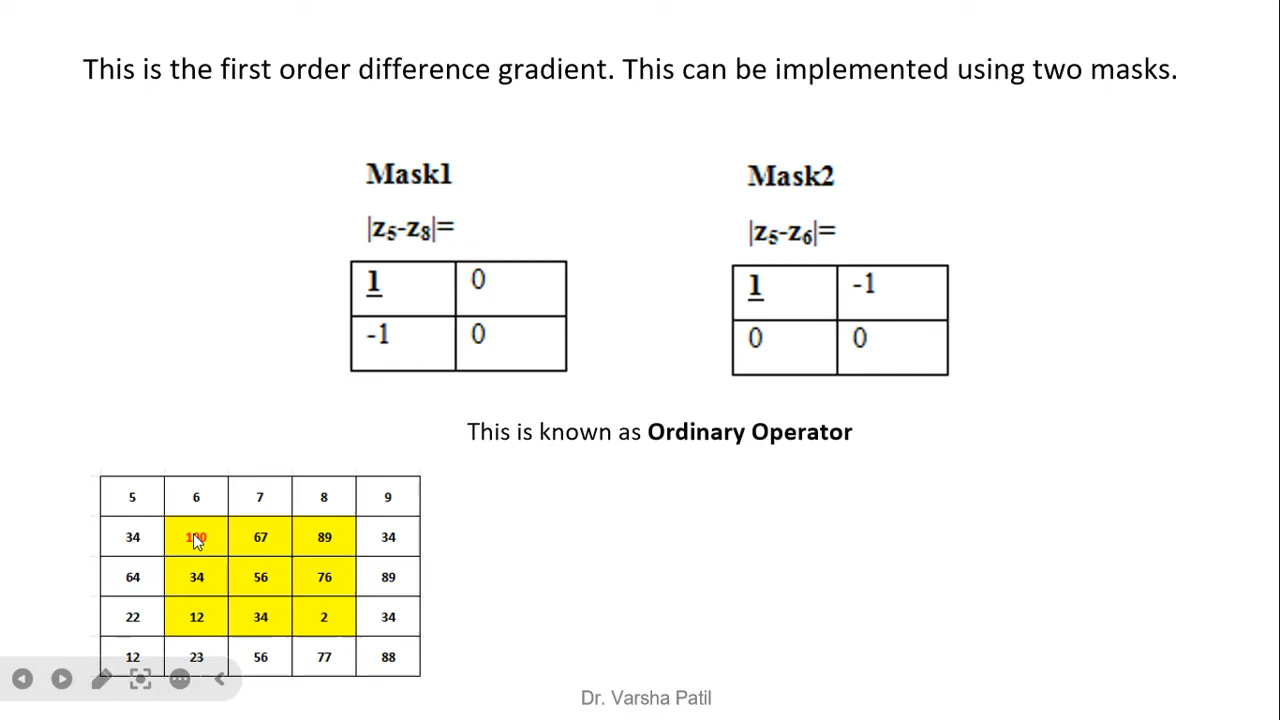 This is the first order difference gradient. This can be implemented using two masks.
Mask1
|z₅-z₈|=
1 0
-1 0
Mask2
|z₅-z₆|=
1 -1
0 0
This is known as Ordinary Operator
5 6 7 8 9
34 67 89 34
64 34 56 76 89
22 12 34 2 34
12 23 56 77 88
Dr. Varsha Patil